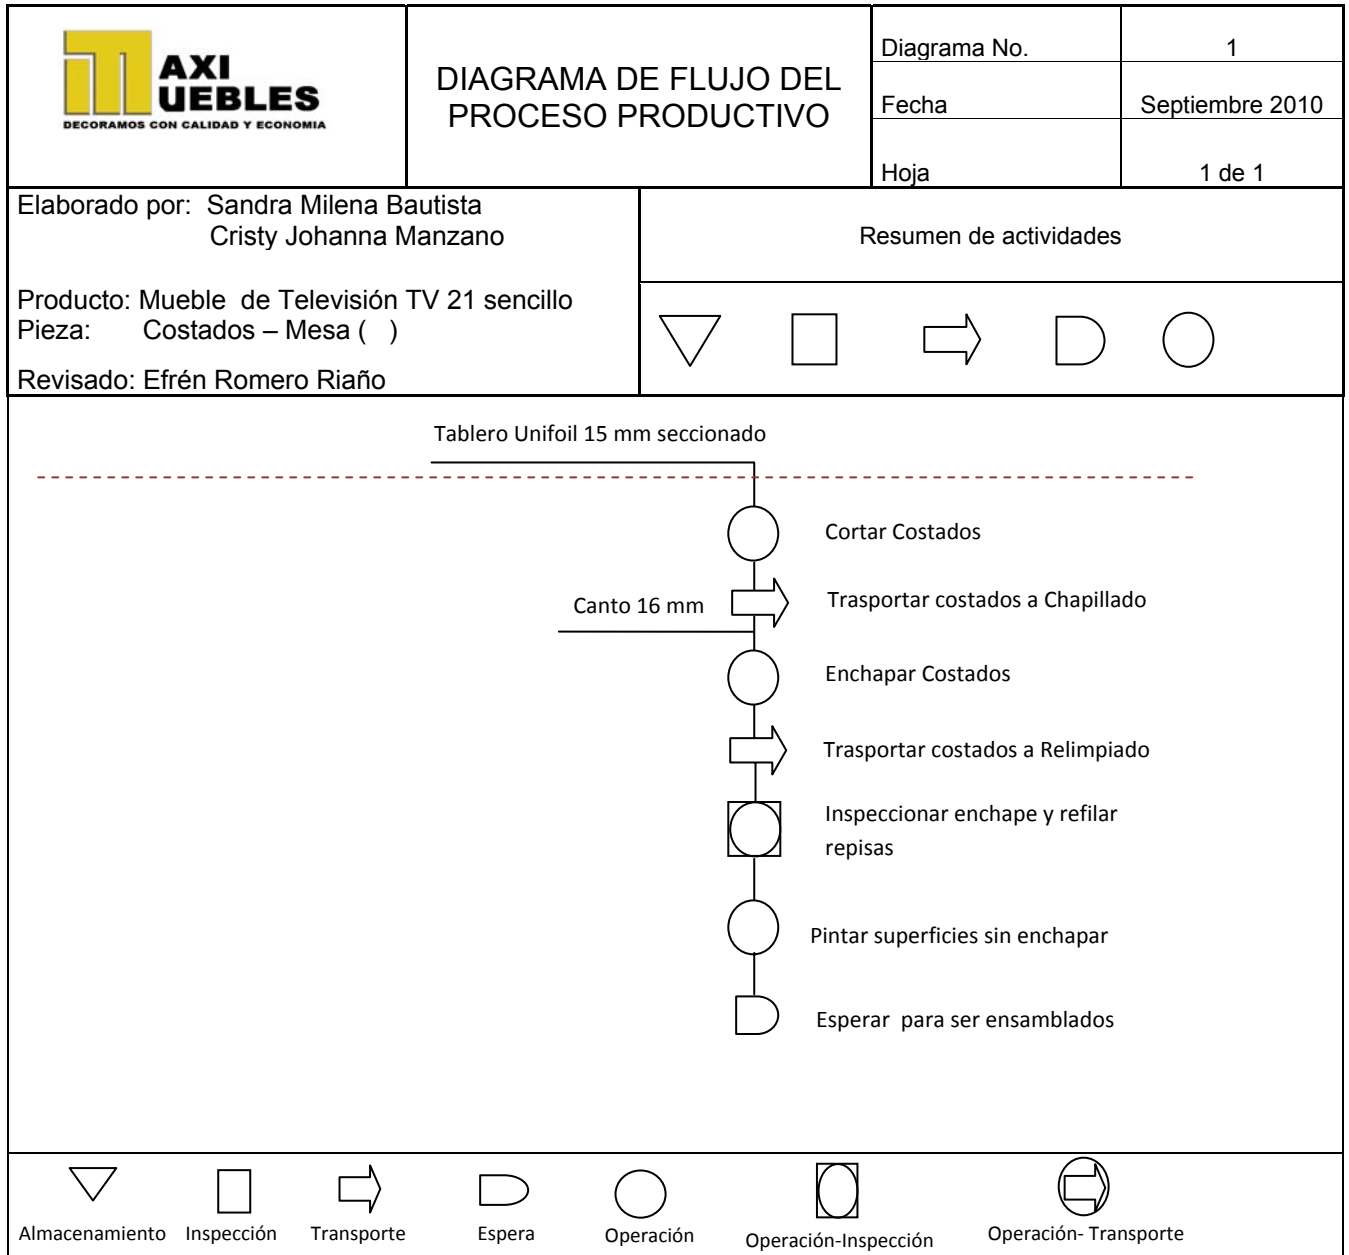 MAXI
MUEBLES
DECORAMOS CON CALIDAD Y ECONOMIA
DIAGRAMA DE FLUJO DEL
PROCESO PRODUCTIVO
Diagrama No. 1
Fecha Septiembre 2010
Hoja 1 de 1
Elaborado por: Sandra Milena Bautista
Cristy Johanna Manzano
Producto: Mueble de Televisión TV 21 sencillo
Pieza: Costados – Mesa ( )
Revisado: Efrén Romero Riaño
Resumen de actividades
Tablero Unifoil 15 mm seccionado
Cortar Costados
Trasportar costados a Chapillado
Canto 16 mm
Enchapar Costados
Trasportar costados a Relimpiado
Inspeccionar enchape y refilar
repisas
Pintar superficies sin enchapar
Esperar para ser ensamblados
Almacenamiento Inspección Transporte Espera Operación Operación-Inspección Operación- Transporte